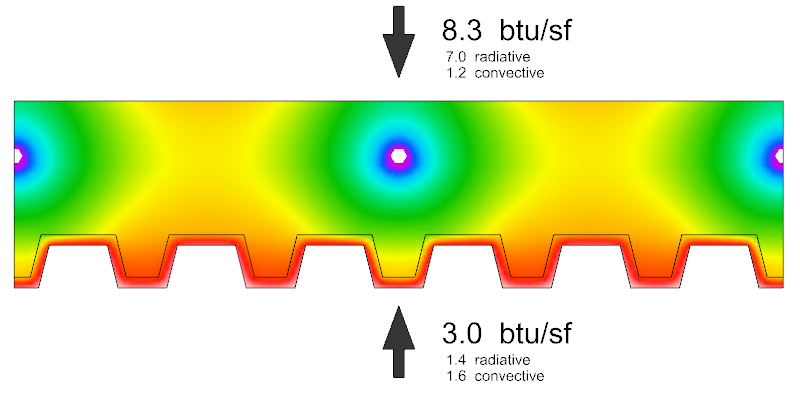 8.3 btu/sf
7.0 radiative
1.2 convective
3.0 btu/sf
1.4 radiative
1.6 convective